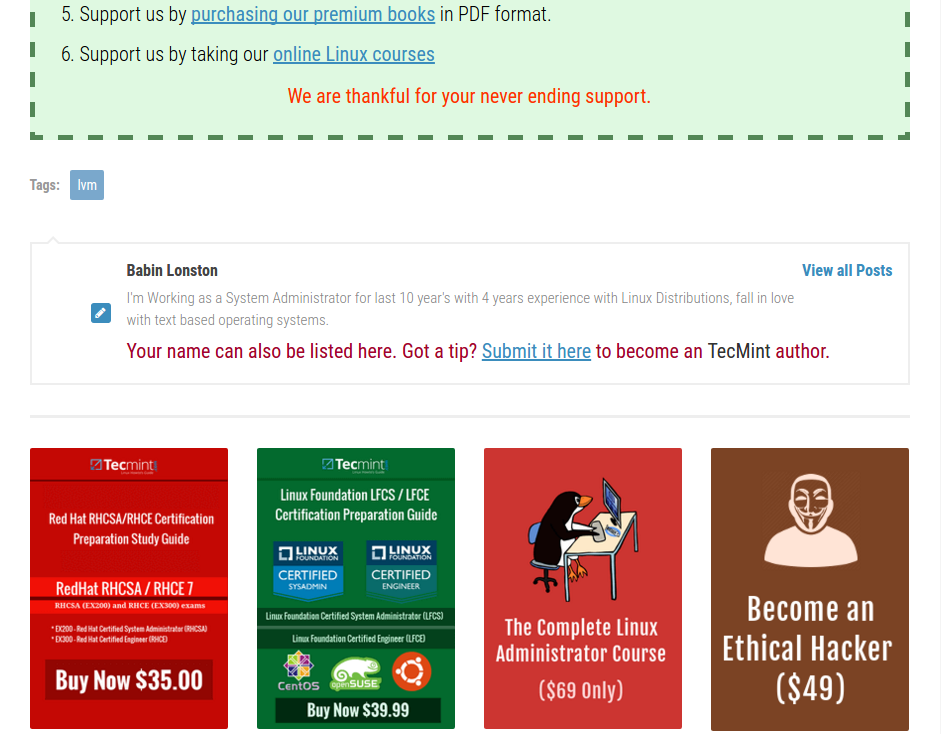 5. Support us by purchasing our premium books in PDF format.
6. Support us by taking our online Linux courses
We are thankful for your never ending support.
Tags: lvm
Babin Lonston
View all Posts
I'm Working as a System Administrator for last 10 year's with 4 years experience with Linux Distributions, fall in love
with text based operating systems.
Your name can also be listed here. Got a tip? Submit it here to become an TecMint author.
Tecmint
Red Hat RHCSA/RHCE Certification
Preparation Study Guide
RedHat RHCSA / RHCE 7
RHCSA (EX200) and RHCE (EX300) exams
* EX200 - Red Hat Certified System Administrator (RHCSA)
* EX300 - Red Hat Certified Engineer (RHCE)
Buy Now $35.00
Tecmint
Linux Foundation LFCS / LFCE
Certification Preparation Guide
LINUX
FOUNDATION
CERTIFIED
SYSADMIN
LINUX
FOUNDATION
CERTIFIED
ENGINEER
Linux Foundation Certified System Administrator (LFCS)
Linux Foundation Certified Engineer (LFCE)
CentOS
openSUSE
Buy Now $39.99
The Complete Linux
Administrator Course
($69 Only)
Become an
Ethical Hacker
($49)